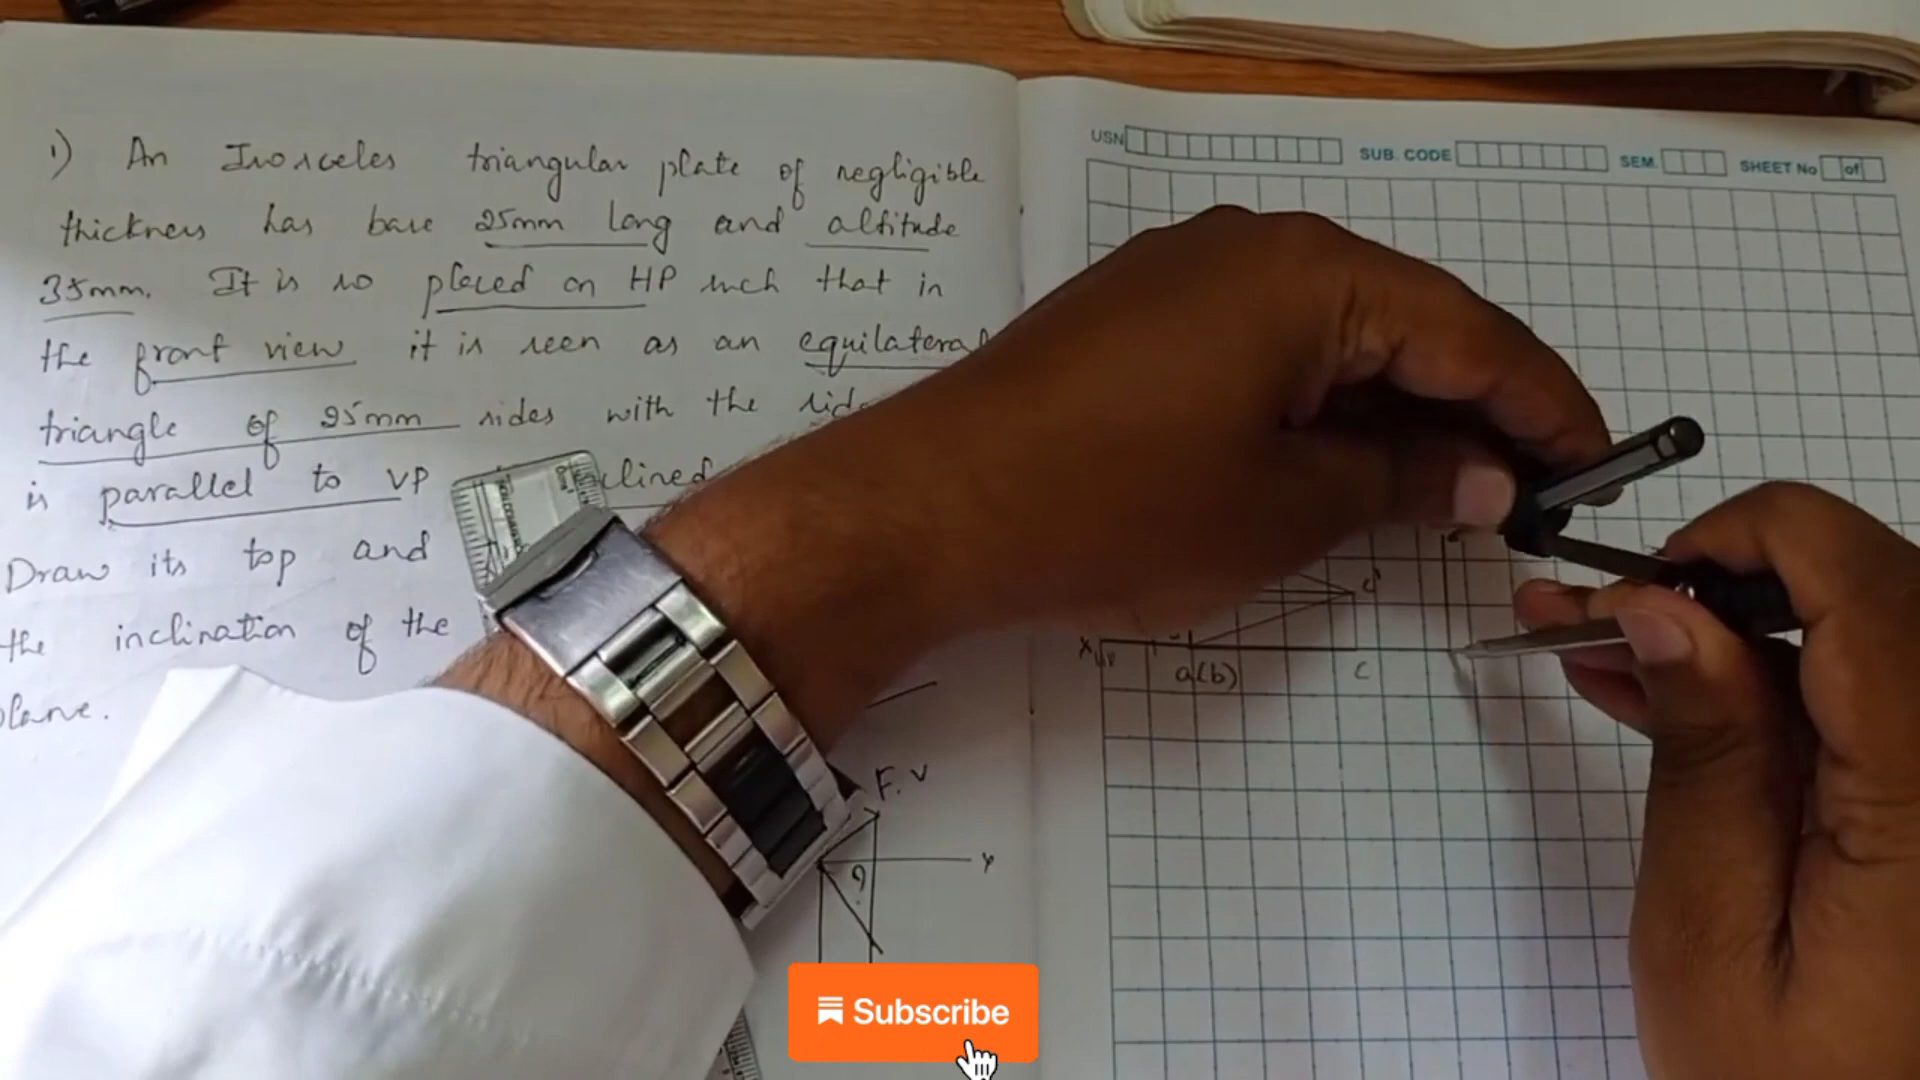 1) An Isosceles triangular plate of negligible
thickness has base 25mm long and altitude
35mm. It is so placed on HP such that in
the front view it is seen as an equilateral
triangle of 25mm sides with the side
is parallel to VP inclined
Draw its top and
the inclination of the
plane.
F.V
?
y
USN
SUB. CODE
SEM.
SHEET No of
c'
x
a(b)
c
Subscribe